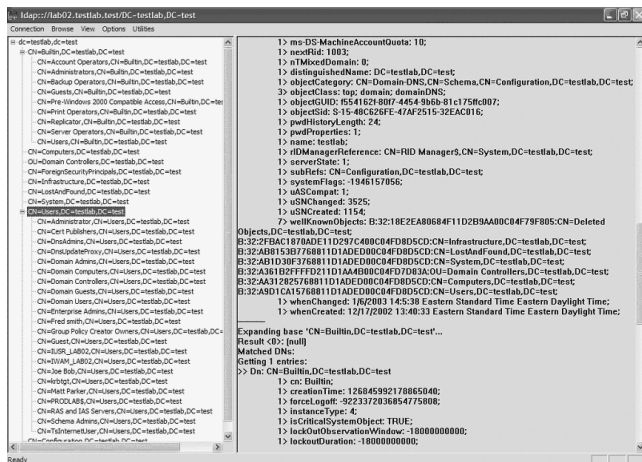 ldap:://lab02.testlab.test/DC=testlab,DC=test
Connection Browse View Options Utilities
dc=testlab,dc=test
CN=Builtin,DC=testlab,DC=test
CN=Account Operators,CN=Builtin,DC=testlab,DC=test
CN=Administrators,CN=Builtin,DC=testlab,DC=test
CN=Backup Operators,CN=Builtin,DC=testlab,DC=test
CN=Guests,CN=Builtin,DC=testlab,DC=test
CN=Pre-Windows 2000 Compatible Access,CN=Builtin,DC=tes
CN=Print Operators,CN=Builtin,DC=testlab,DC=test
CN=Replicator,CN=Builtin,DC=testlab,DC=test
CN=Server Operators,CN=Builtin,DC=testlab,DC=test
CN=Users,CN=Builtin,DC=testlab,DC=test
CN=Computers,DC=testlab,DC=test
OU=Domain Controllers,DC=testlab,DC=test
CN=ForeignSecurityPrincipals,DC=testlab,DC=test
CN=Infrastructure,DC=testlab,DC=test
CN=LostAndFound,DC=testlab,DC=test
CN=System,DC=testlab,DC=test
CN=Users,DC=testlab,DC=test
CN=Administrator,CN=Users,DC=testlab,DC=test
CN=Cert Publishers,CN=Users,DC=testlab,DC=test
CN=DnsAdmins,CN=Users,DC=testlab,DC=test
CN=DnsUpdateProxy,CN=Users,DC=testlab,DC=test
CN=Domain Admins,CN=Users,DC=testlab,DC=test
CN=Domain Computers,CN=Users,DC=testlab,DC=test
CN=Domain Controllers,CN=Users,DC=testlab,DC=test
CN=Domain Guests,CN=Users,DC=testlab,DC=test
CN=Domain Users,CN=Users,DC=testlab,DC=test
CN=Enterprise Admins,CN=Users,DC=testlab,DC=test
CN=Fred smith,CN=Users,DC=testlab,DC=test
CN=Group Policy Creator Owners,CN=Users,DC=testlab,DC=
CN=Guest,CN=Users,DC=testlab,DC=test
CN=IUSR_LAB02,CN=Users,DC=testlab,DC=test
CN=IWAM_LAB02,CN=Users,DC=testlab,DC=test
CN=Joe Bob,CN=Users,DC=testlab,DC=test
CN=krbtgt,CN=Users,DC=testlab,DC=test
CN=Matt Parker,CN=Users,DC=testlab,DC=test
CN=PRODLAB$,CN=Users,DC=testlab,DC=test
CN=RAS and IAS Servers,CN=Users,DC=testlab,DC=test
CN=Schema Admins,CN=Users,DC=testlab,DC=test
CN=TsInternetUser,CN=Users,DC=testlab,DC=test
CN=Configuration,DC=testlab,DC=test
1> ms-DS-MachineAccountQuota: 10;
1> nextRid: 1003;
1> nTMixedDomain: 0;
1> distinguishedName: DC=testlab,DC=test;
1> objectCategory: CN=Domain-DNS,CN=Schema,CN=Configuration,DC=testlab,DC=test;
3> objectClass: top; domain; domainDNS;
1> objectGUID: f554162f-80f7-4454-9b6b-81c175ffc007;
1> objectSid: S-15-48C626FE-47AF2515-32EAC016;
1> pwdHistoryLength: 24;
1> pwdProperties: 1;
1> name: testlab;
1> rIDManagerReference: CN=RID Manager$,CN=System,DC=testlab,DC=test;
1> serverState: 1;
1> subRefs: CN=Configuration,DC=testlab,DC=test;
1> systemFlags: -1946157056;
1> uASCompat: 1;
1> uSNChanged: 3525;
1> uSNCreated: 1154;
7> wellKnownObjects: B:32:18E2EA80684F11D2B9AA00C04F79F805:CN=Deleted
Objects,DC=testlab,DC=test;
B:32:2FBAC1870ADE11D297C400C04FD8D5CD:CN=Infrastructure,DC=testlab,DC=test;
B:32:AB8153B7768811D1ADED00C04FD8D5CD:CN=LostAndFound,DC=testlab,DC=test;
B:32:AB1D30F3768811D1ADED00C04FD8D5CD:CN=System,DC=testlab,DC=test;
B:32:A361B2FFFFD211D1AA4B00C04FD7D83A:OU=Domain Controllers,DC=testlab,DC=test;
B:32:AA312825768811D1ADED00C04FD8D5CD:CN=Computers,DC=testlab,DC=test;
B:32:A9D1CA15768811D1ADED00C04FD8D5CD:CN=Users,DC=testlab,DC=test;
1> whenChanged: 1/6/2003 14:5:38 Eastern Standard Time Eastern Daylight Time;
1> whenCreated: 12/17/2002 13:40:33 Eastern Standard Time Eastern Daylight Time;
Expanding base 'CN=Builtin,DC=testlab,DC=test'...
Result <0>: (null)
Matched DNs:
Getting 1 entries:
>> Dn: CN=Builtin,DC=testlab,DC=test
1> cn: Builtin;
1> creationTime: 126845992178865040;
1> forceLogoff: -9223372036854775808;
1> instanceType: 4;
1> isCriticalSystemObject: TRUE;
1> lockOutObservationWindow: -18000000000;
1> lockoutDuration: -18000000000;
Ready